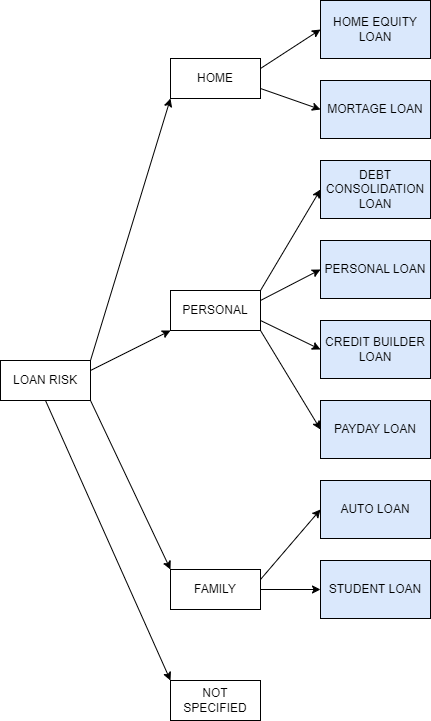 HOME EQUITY
LOAN
HOME
MORTAGE LOAN
DEBT
CONSOLIDATION
LOAN
PERSONAL LOAN
PERSONAL
CREDIT BUILDER
LOAN
LOAN RISK
PAYDAY LOAN
AUTO LOAN
FAMILY
STUDENT LOAN
NOT
SPECIFIED